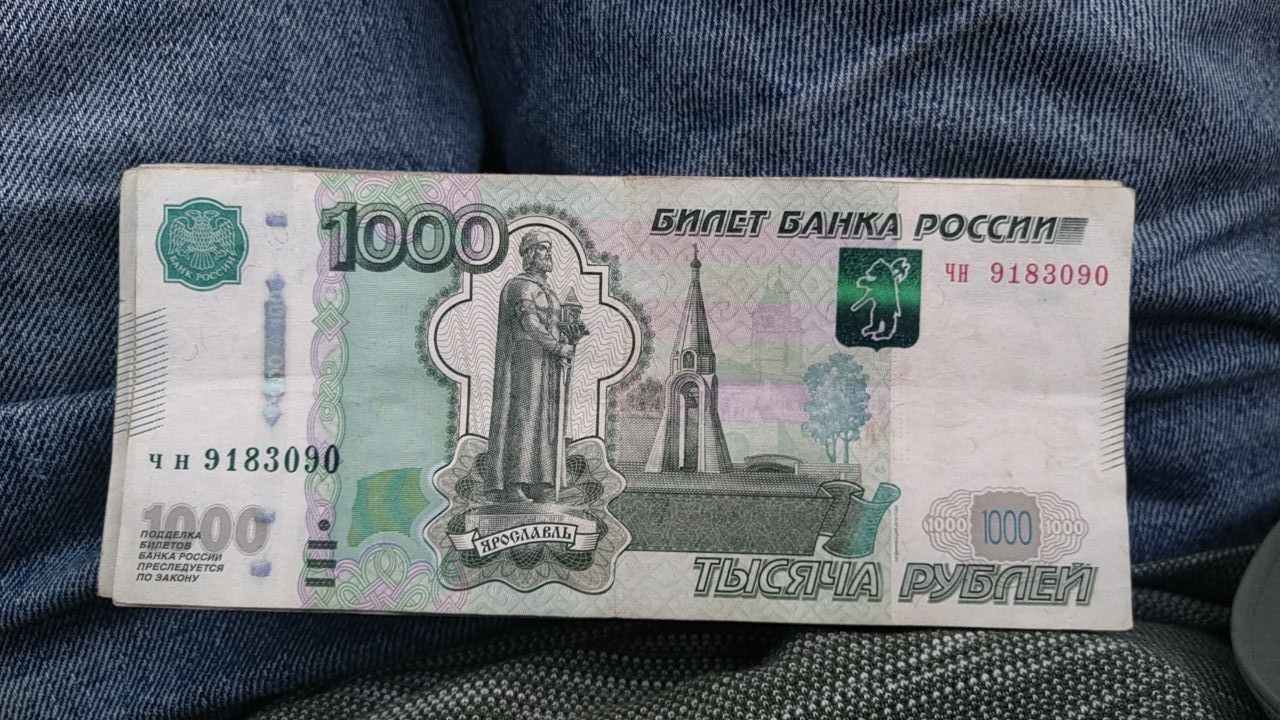 1000
БИЛЕТ БАНКА РОССИИ
БАНК РОССИИ
чн 9183090
чн 9183090
1000
ПОДДЕЛКА
БИЛЕТОВ
БАНКА РОССИИ
ПРЕСЛЕДУЕТСЯ
ПО ЗАКОНУ
ЯРОСЛАВЛЬ
1000 1000 1000
ТЫСЯЧА РУБЛЕЙ